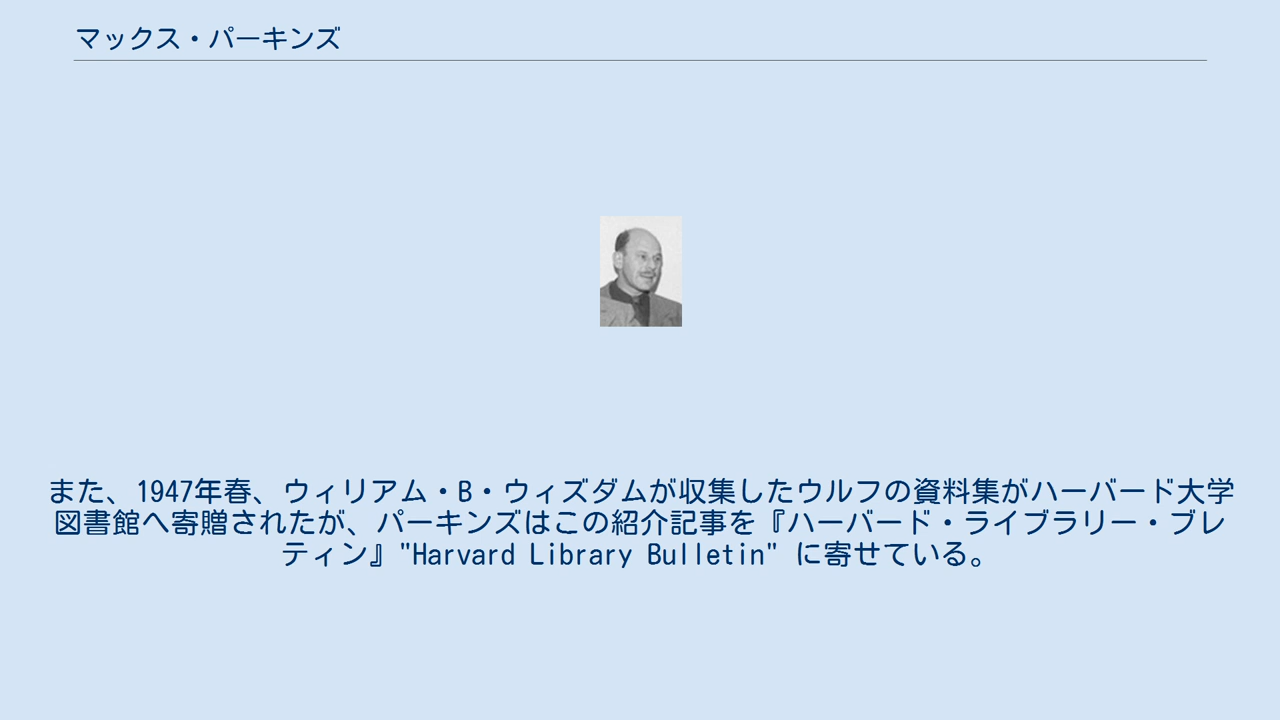 マックス・パーキンズ
また、1947年春、ウィリアム・B・ウィズダムが収集したウルフの資料集がハーバード大学
図書館へ寄贈されたが、パーキンズはこの紹介記事を『ハーバード・ライブラリー・ブレ
ティン』"Harvard Library Bulletin" に寄せている。